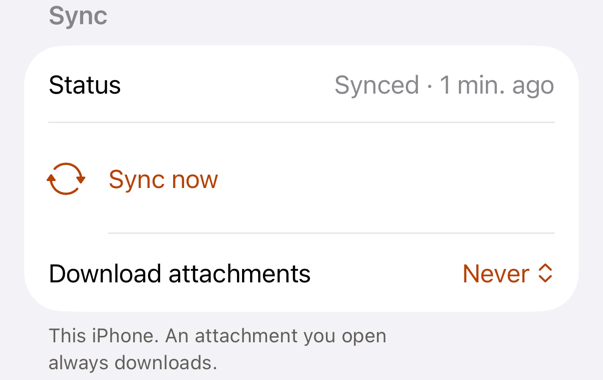 Sync
Status Synced · 1 min. ago
Sync now
Download attachments Never
This iPhone. An attachment you open
always downloads.